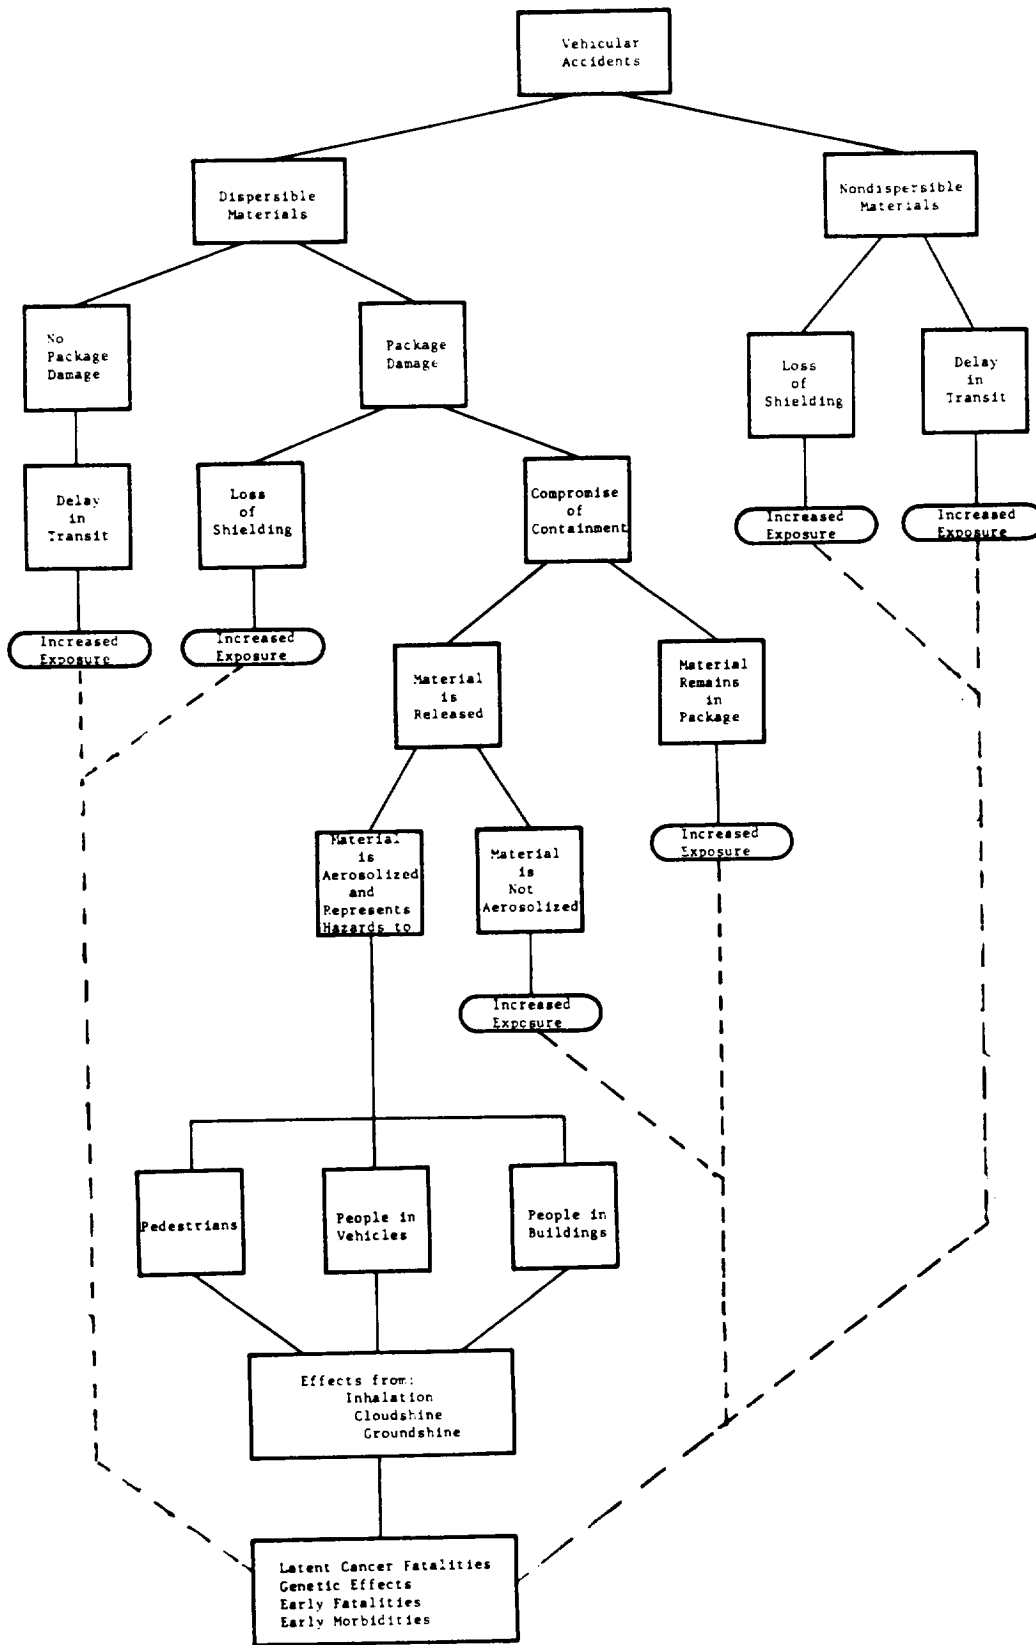 Vehicular
Accidents
Dispersible
Materials
Nondispersible
Materials
No
Package
Damage
Package
Damage
Loss
of
Shielding
Delay
in
Transit
Delay
in
Transit
Loss
of
Shielding
Compromise
of
Containment
Increased
Exposure
Increased
Exposure
Increased
Exposure
Increased
Exposure
Material
is
Released
Material
Remains
in
Package
Material
is
Aerosolized
and
Represents
Hazards to
Material
is
Not
Aerosolized
Increased
Exposure
Increased
Exposure
Pedestrians
People in
Vehicles
People in
Buildings
Effects from:
Inhalation
Cloudshine
Groundshine
Latent Cancer Fatalities
Genetic Effects
Early Fatalities
Early Morbidities